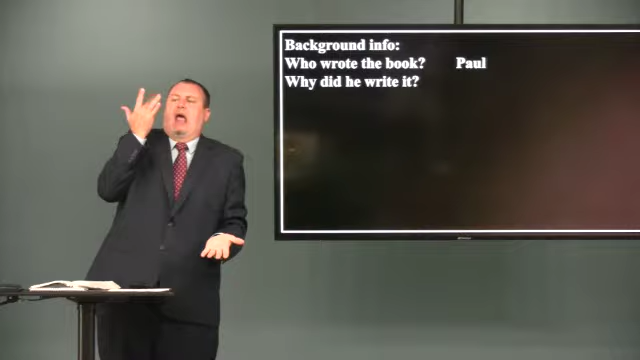 Background info:
Who wrote the book? Paul
Why did he write it?